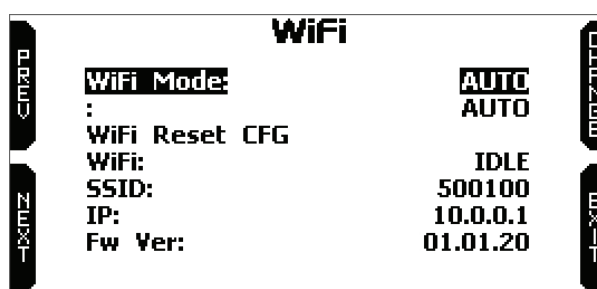 WiFi
PREV
CHANGE
WiFi Mode: AUTO
: AUTO
WiFi Reset CFG
WiFi: IDLE
SSID: 500100
IP: 10.0.0.1
Fw Ver: 01.01.20
NEXT
EXIT